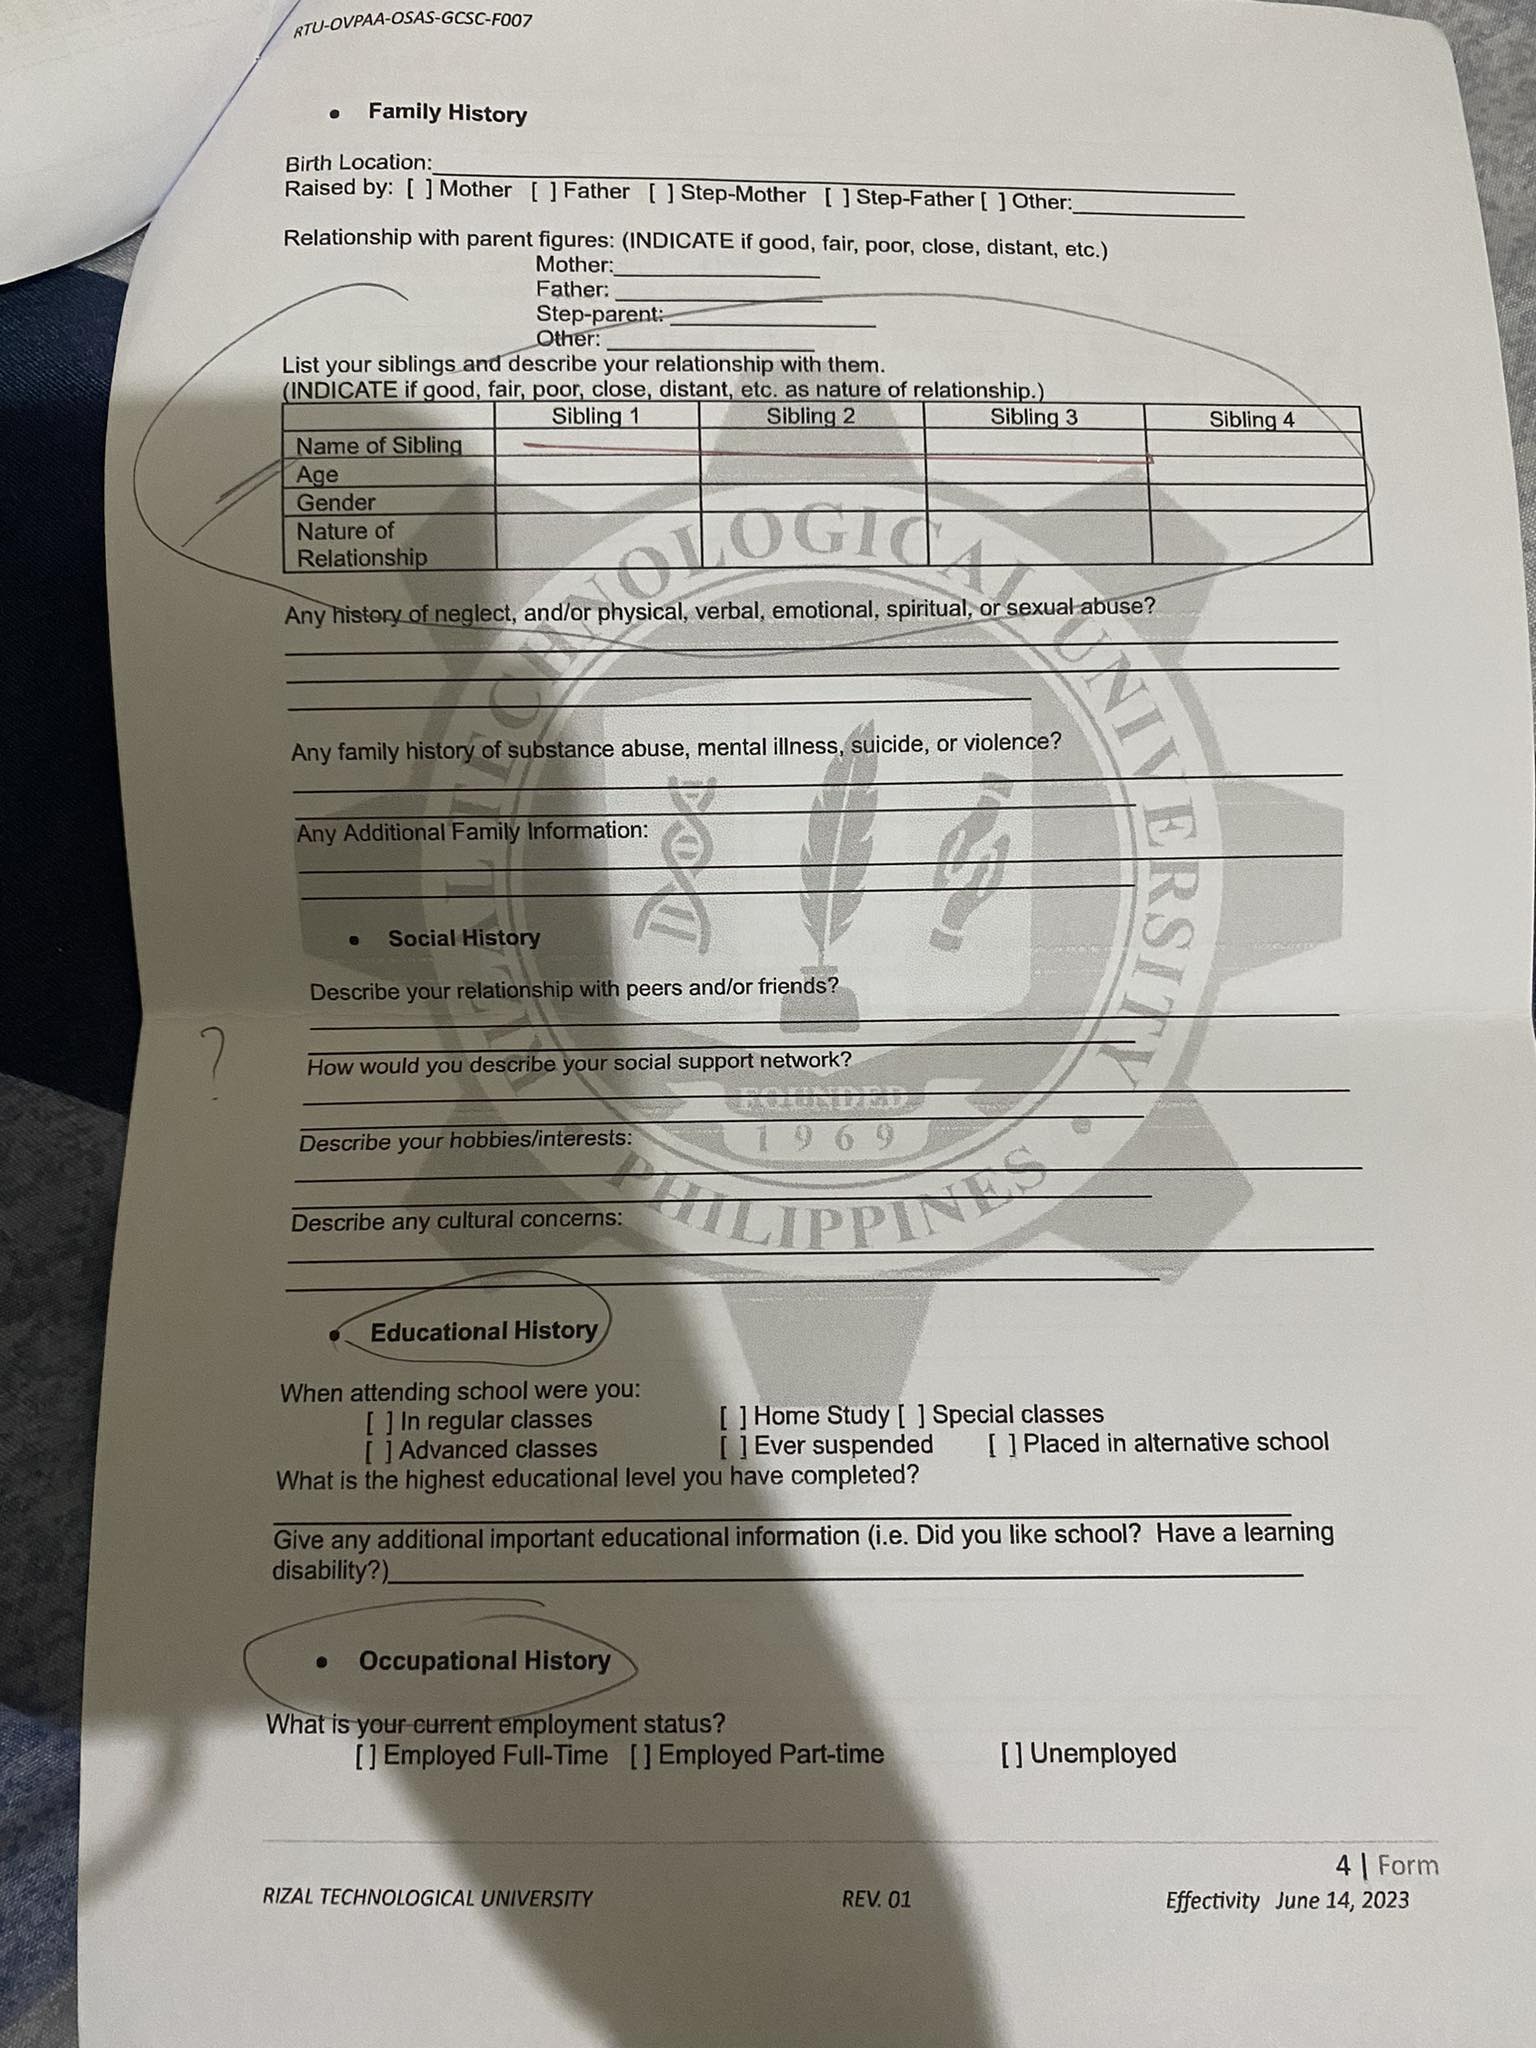 RTU-OVPAA-OSAS-GCSC-F007
• Family History
Birth Location:
Raised by: [ ] Mother [ ] Father [ ] Step-Mother [ ] Step-Father [ ] Other:
Relationship with parent figures: (INDICATE if good, fair, poor, close, distant, etc.)
Mother:
Father:
Step-parent:
Other:
List your siblings and describe your relationship with them.
(INDICATE if good, fair, poor, close, distant, etc. as nature of relationship.)
Sibling 1 Sibling 2 Sibling 3 Sibling 4
Name of Sibling
Age
Gender
Nature of
Relationship
Any history of neglect, and/or physical, verbal, emotional, spiritual, or sexual abuse?
Any family history of substance abuse, mental illness, suicide, or violence?
Any Additional Family Information:
• Social History
Describe your relationship with peers and/or friends?
?
How would you describe your social support network?
Describe your hobbies/interests:
Describe any cultural concerns:
• Educational History
When attending school were you:
[ ] In regular classes [ ] Home Study [ ] Special classes
[ ] Advanced classes [ ] Ever suspended [ ] Placed in alternative school
What is the highest educational level you have completed?
Give any additional important educational information (i.e. Did you like school? Have a learning
disability?)
• Occupational History
What is your current employment status?
[ ] Employed Full-Time [ ] Employed Part-time [ ] Unemployed
4 | Form
RIZAL TECHNOLOGICAL UNIVERSITY REV. 01 Effectivity June 14, 2023
RIZAL TECHNOLOGICAL UNIVERSITY
FOUNDED
1969
PHILIPPINES